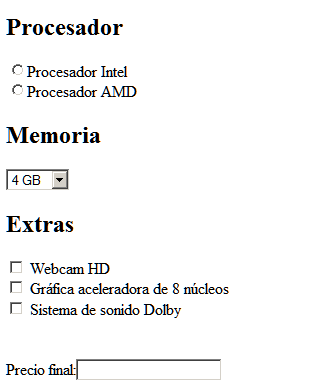 Procesador
Procesador Intel
Procesador AMD
Memoria
4 GB
Extras
Webcam HD
Gráfica aceleradora de 8 núcleos
Sistema de sonido Dolby
Precio final: